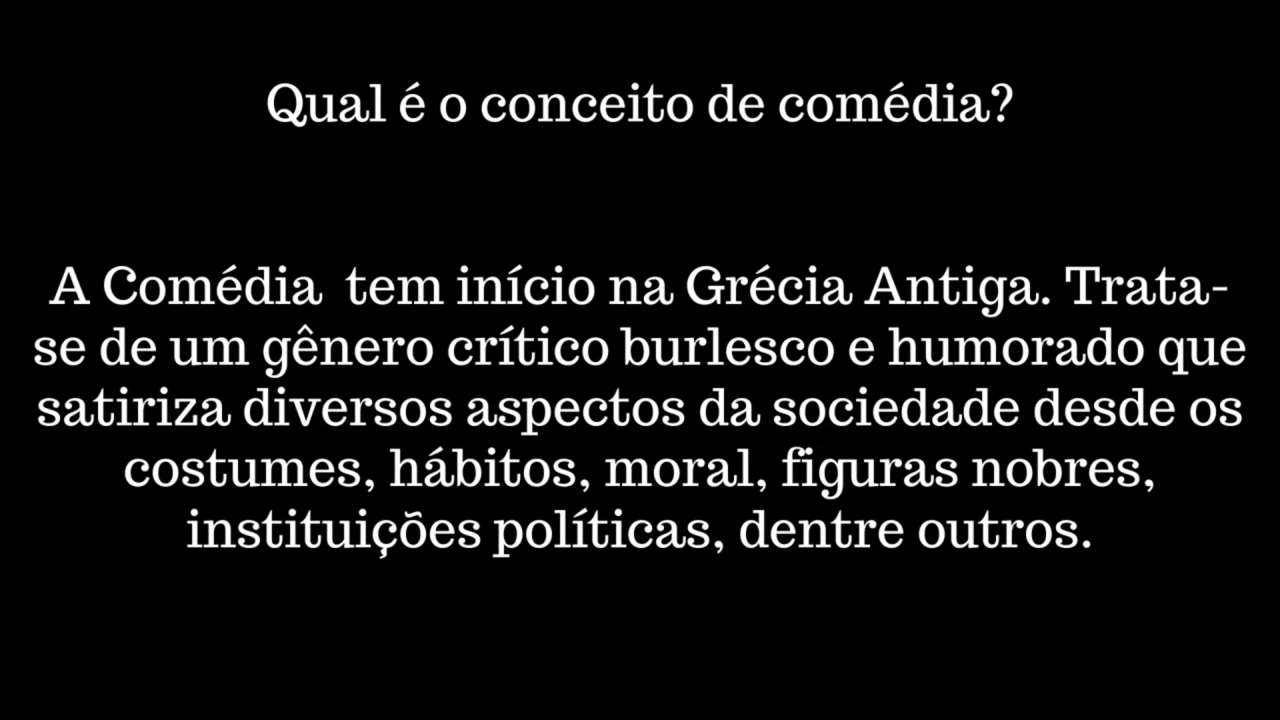 Qual é o conceito de comédia?
A Comédia  tem início na Grécia Antiga. Trata-
se de um gênero crítico burlesco e humorado que
satiriza diversos aspectos da sociedade desde os
costumes, hábitos, moral, figuras nobres,
instituições políticas, dentre outros.